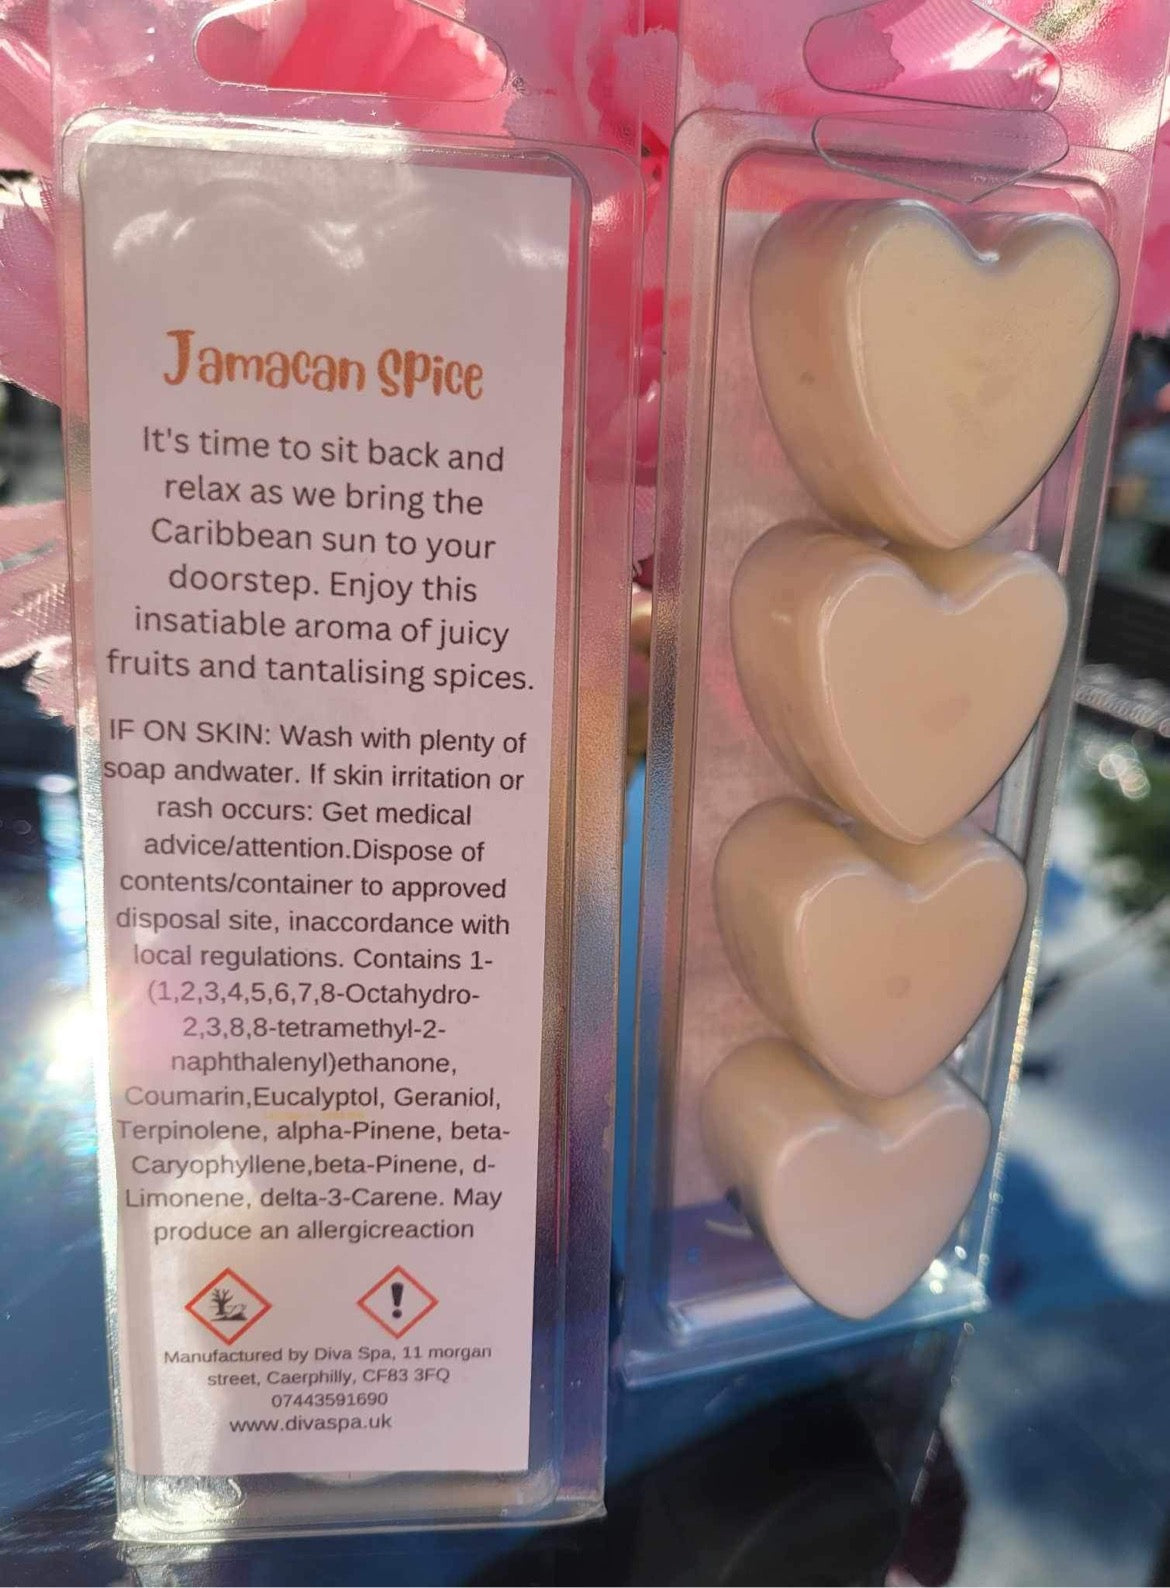 Jamacan Spice
It's time to sit back and
relax as we bring the
Caribbean sun to your
doorstep. Enjoy this
insatiable aroma of juicy
fruits and tantalising spices.
IF ON SKIN: Wash with plenty of
soap andwater. If skin irritation or
rash occurs: Get medical
advice/attention.Dispose of
contents/container to approved
disposal site, inaccordance with
local regulations. Contains 1-
(1,2,3,4,5,6,7,8-Octahydro-
2,3,8,8-tetramethyl-2-
naphthalenyl)ethanone,
Coumarin,Eucalyptol, Geraniol,
Terpinolene, alpha-Pinene, beta-
Caryophyllene,beta-Pinene, d-
Limonene, delta-3-Carene. May
produce an allergicreaction
Manufactured by Diva Spa, 11 morgan
street, Caerphilly, CF83 3FQ
07443591690
www.divaspa.uk